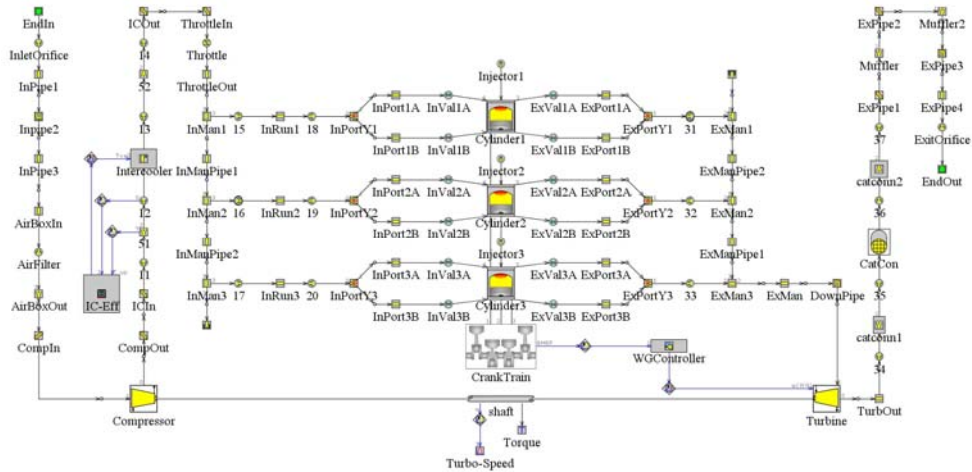 EndIn
InletOrifice
InPipe1
Inpipe2
InPipe3
AirBoxIn
AirFilter
AirBoxOut
CompIn
Compressor
ICOut
14
52
13
Intercooler
12
51
11
ICIn
CompOut
IC-Eff
ThrottleIn
Throttle
ThrottleOut
InMan1
InManPipe1
InMan2
InManPipe2
InMan3
15
InRun1
18
InPortY1
16
InRun2
19
InPortY2
17
InRun3
20
InPortY3
InPort1A
InVal1A
InPort1B
InVal1B
InPort2A
InVal2A
InPort2B
InVal2B
InPort3A
InVal3A
InPort3B
InVal3B
Injector1
Cylinder1
Injector2
Cylinder2
Injector3
Cylinder3
CrankTrain
ExVal1A
ExPort1A
ExVal1B
ExPort1B
ExVal2A
ExPort2A
ExVal2B
ExPort2B
ExVal3A
ExPort3A
ExVal3B
ExPort3B
ExPortY1
31
ExMan1
ExManPipe2
ExPortY2
32
ExMan2
ExManPipe1
ExPortY3
33
ExMan3
ExMan
DownPipe
WGController
shaft
Torque
Turbo-Speed
Turbine
TurbOut
34
catconn1
35
CatCon
36
catconn2
37
ExPipe1
Muffler
ExPipe2
Muffler2
ExPipe3
ExPipe4
ExitOrifice
EndOut